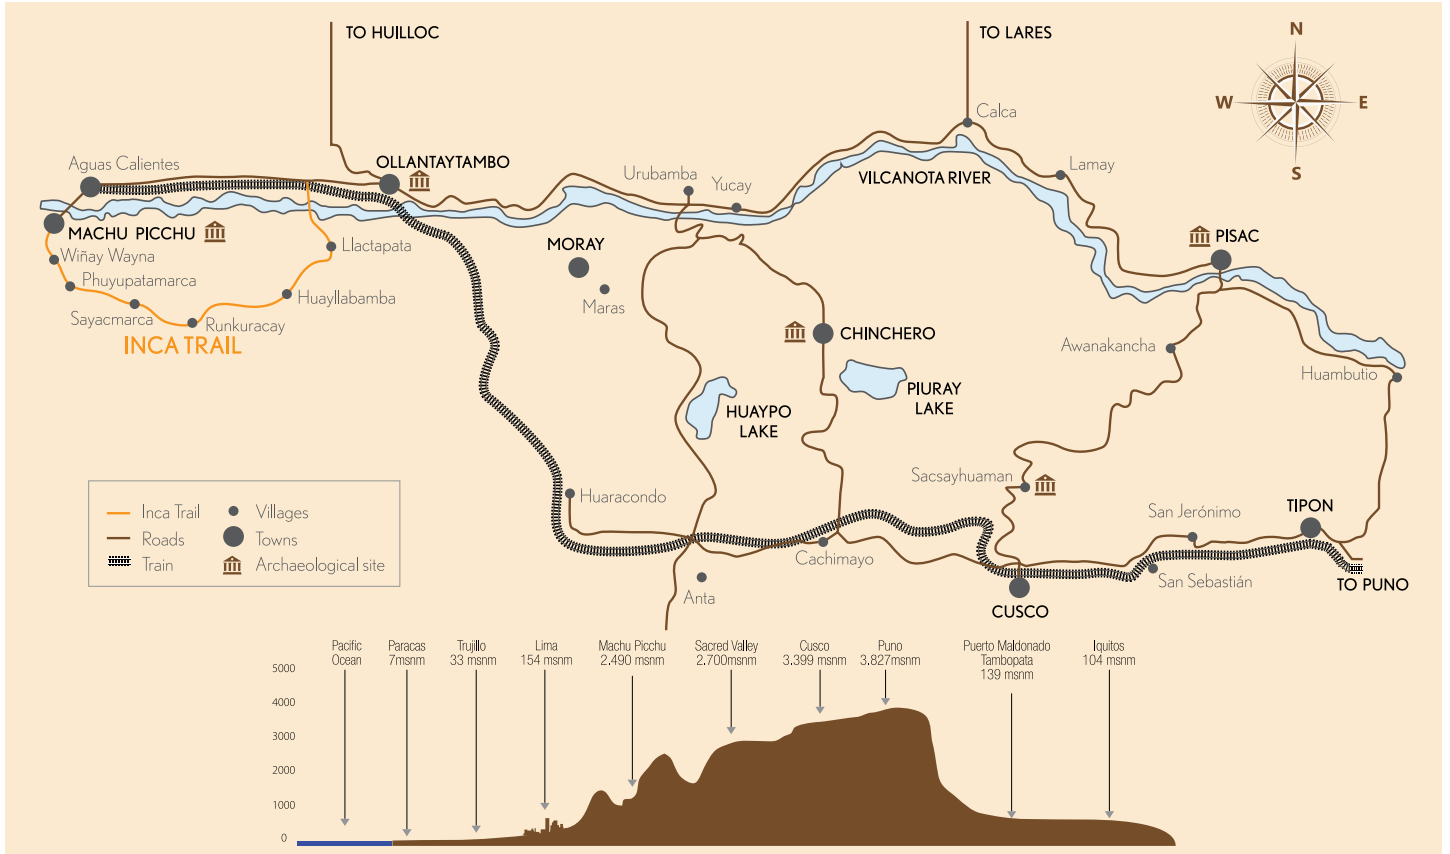 TO HUILLOC
TO LARES
N
W
E
S
Calca
Aguas Calientes
OLLANTAYTAMBO
Urubamba
Yucay
VILCANOTA RIVER
Lamay
MACHU PICCHU
Wiñay Wayna
Phuyupatamarca
Sayacmarca
Runkuracay
Huayllabamba
Llactapata
INCA TRAIL
MORAY
Maras
PISAC
CHINCHERO
Awanakancha
Huambutio
PIURAY
LAKE
HUAYPO
LAKE
Huaracondo
Sacsayhuaman
San Jerónimo
TIPON
Cachimayo
San Sebastián
TO PUNO
Anta
CUSCO
Inca Trail
Villages
Roads
Towns
Train
Archaeological site
Pacific
Ocean
Paracas
7msnm
Trujillo
33 msnm
Lima
154 msnm
Machu Picchu
2.490 msnm
Sacred Valley
2.700msnm
Cusco
3.399 msnm
Puno
3.827msnm
Puerto Maldonado
Tambopata
139 msnm
Iquitos
104 msnm
5000
4000
3000
2000
1000
0